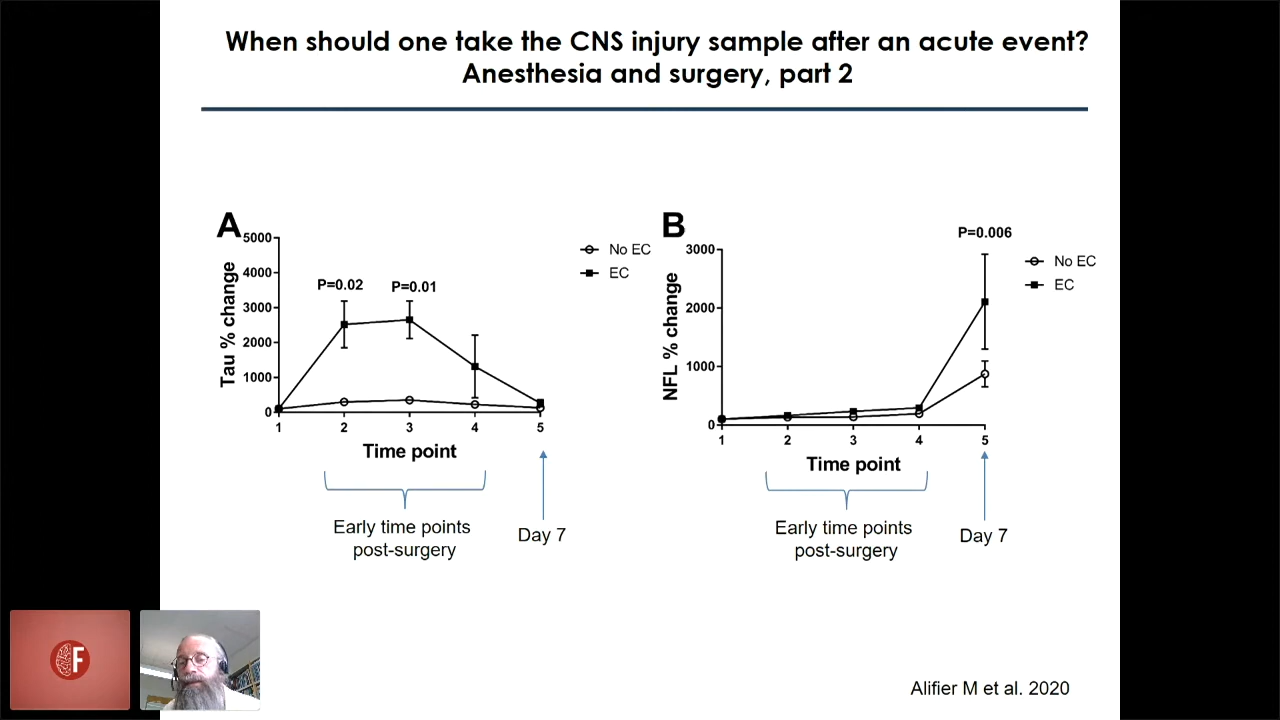 When should one take the CNS injury sample after an acute event?
Anesthesia and surgery, part 2
A
Tau % change
5000
4000
3000
2000
1000
0
P=0.02
P=0.01
No EC
EC
1 2 3 4 5
Time point
Early time points
post-surgery
Day 7
B
NFL % change
3000
2000
1000
0
P=0.006
No EC
EC
1 2 3 4 5
Time point
Early time points
post-surgery
Day 7
F
Alifier M et al. 2020